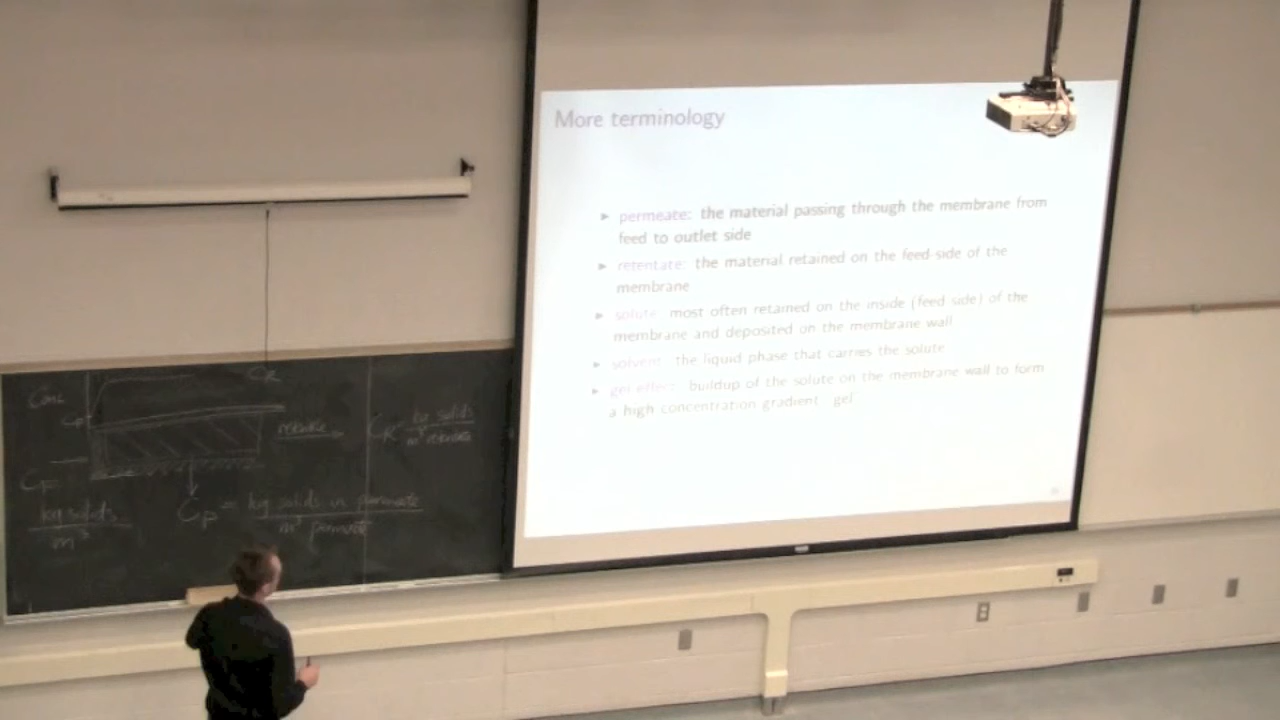 More terminology
▸ permeate: the material passing through the membrane from
feed to outlet side
▸ retentate: the material retained on the feed-side of the
membrane
▸ solute: most often retained on the inside (feed side) of the
membrane and deposited on the membrane wall
▸ solvent: the liquid phase that carries the solute
▸ gel effect: buildup of the solute on the membrane wall to form
a high concentration gradient gel
Conc
CR
Cp
CR = kg solids
CF
kg solids
m³
Cp = kg solids in permeate
m³ permeate